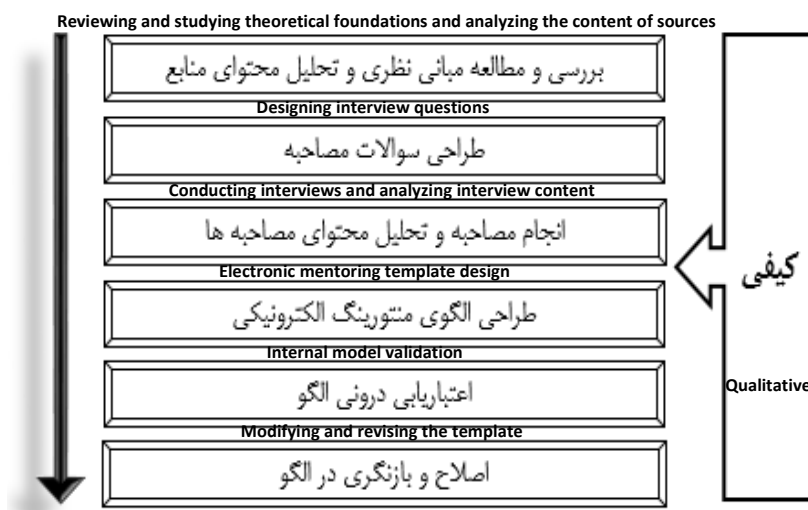 Reviewing and studying theoretical foundations and analyzing the content of sources
بررسی و مطالعه مبانی نظری و تحلیل محتوای منابع
Designing interview questions
طراحی سوالات مصاحبه
Conducting interviews and analyzing interview content
انجام مصاحبه و تحلیل محتوای مصاحبه ها
Electronic mentoring template design
طراحی الگوی منتورینگ الکترونیکی
Internal model validation
اعتباریابی درونی الگو
Modifying and revising the template
اصلاح و بازنگری در الگو
کیفی
Qualitative